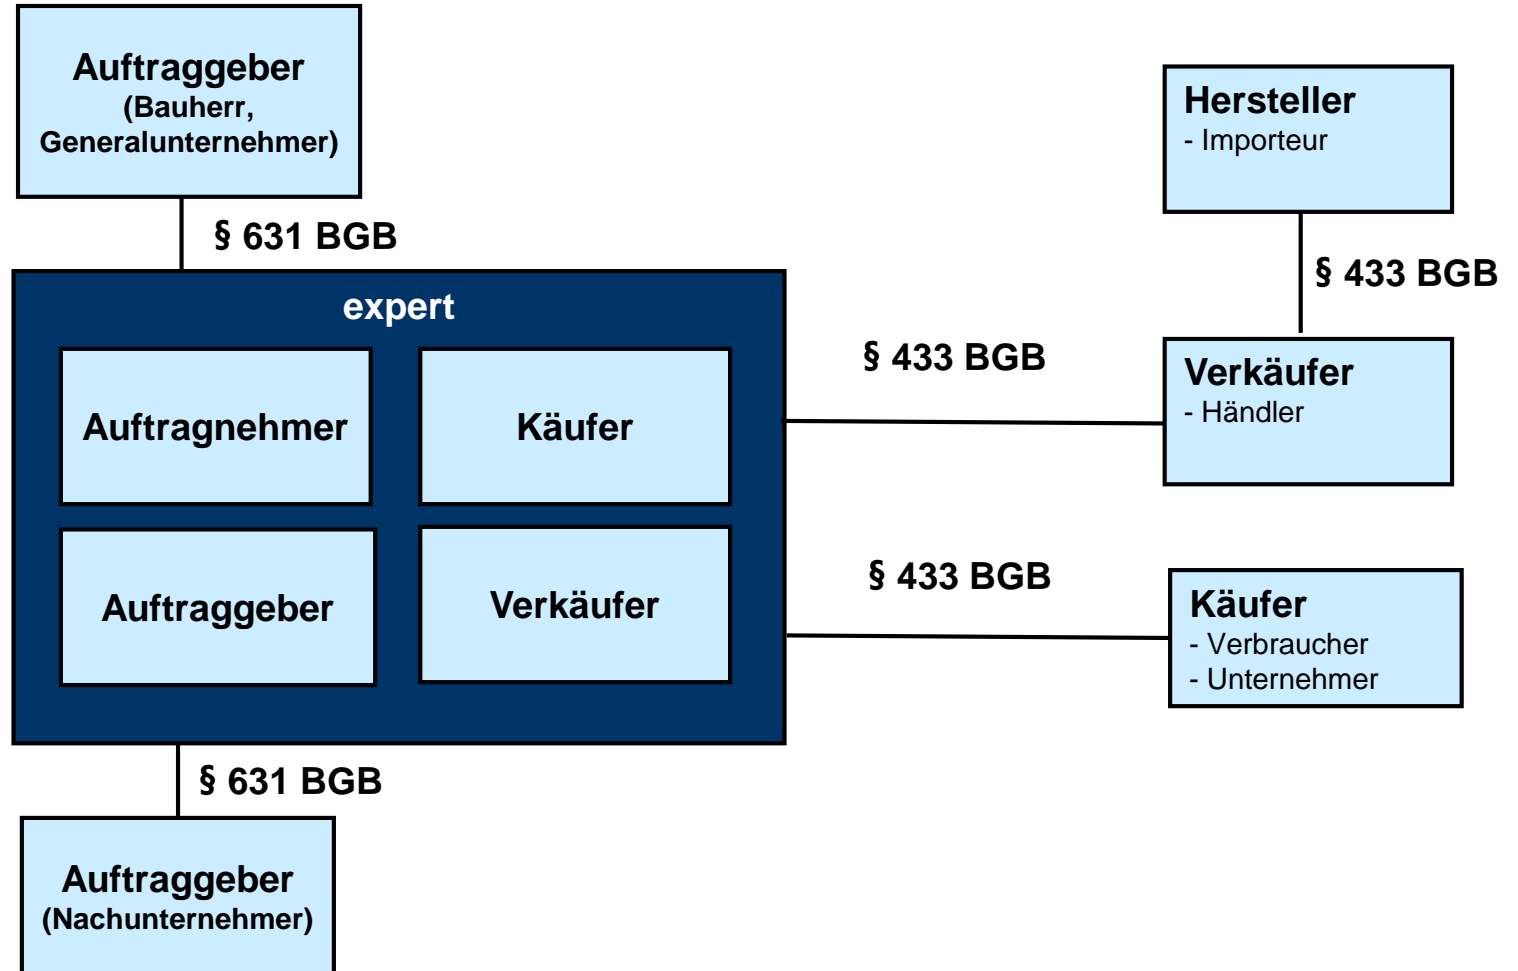 Auftraggeber
(Bauherr,
Generalunternehmer)
§ 631 BGB
Hersteller
- Importeur
§ 433 BGB
expert
Auftragnehmer
Käufer
Auftraggeber
Verkäufer
§ 433 BGB
Verkäufer
- Händler
§ 433 BGB
Käufer
- Verbraucher
- Unternehmer
§ 631 BGB
Auftraggeber
(Nachunternehmer)